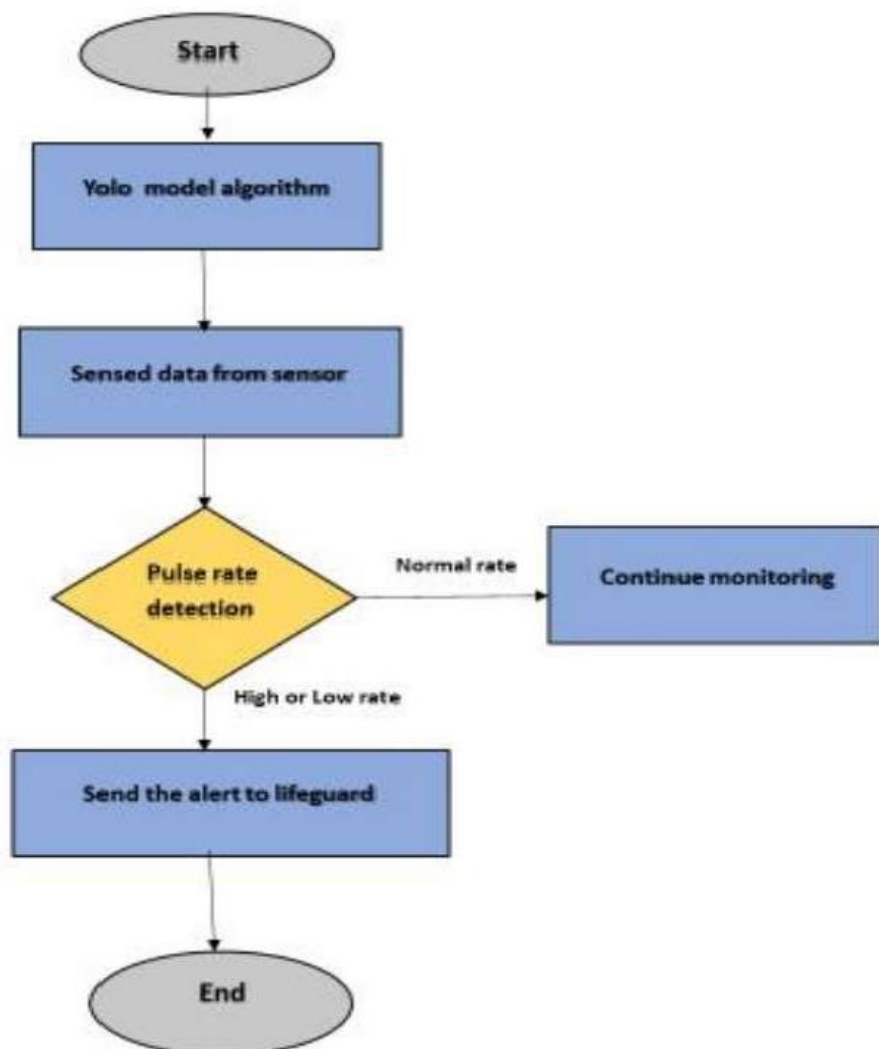 Start
Yolo model algorithm
Sensed data from sensor
Pulse rate
detection
Normal rate
Continue monitoring
High or Low rate
Send the alert to lifeguard
End